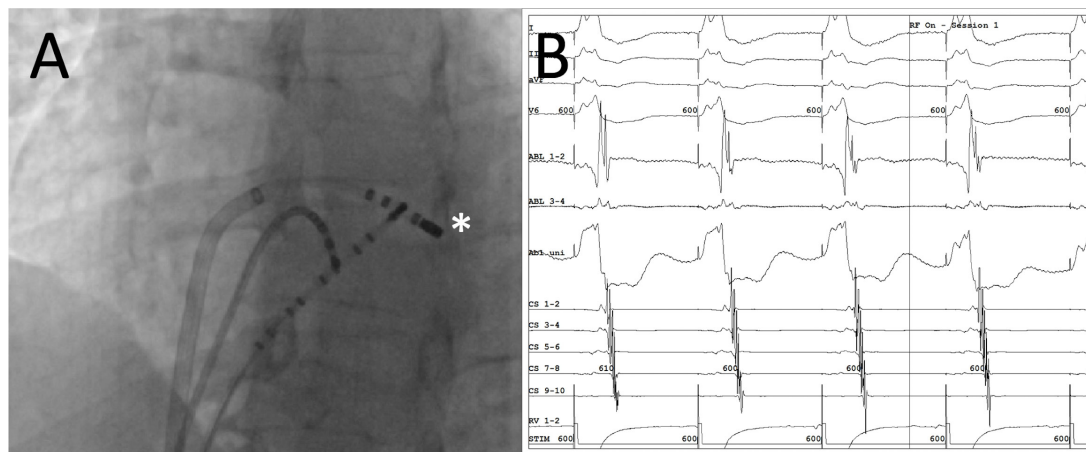 A
*
B
RF On - Session 1
I
II
aVF
V6
600
600
600
600
600
ABL 1-2
ABL 3-4
Abl uni
CS 1-2
CS 3-4
CS 5-6
CS 7-8
610
600
600
600
CS 9-10
RV 1-2
STIM
600
600
600
600
600